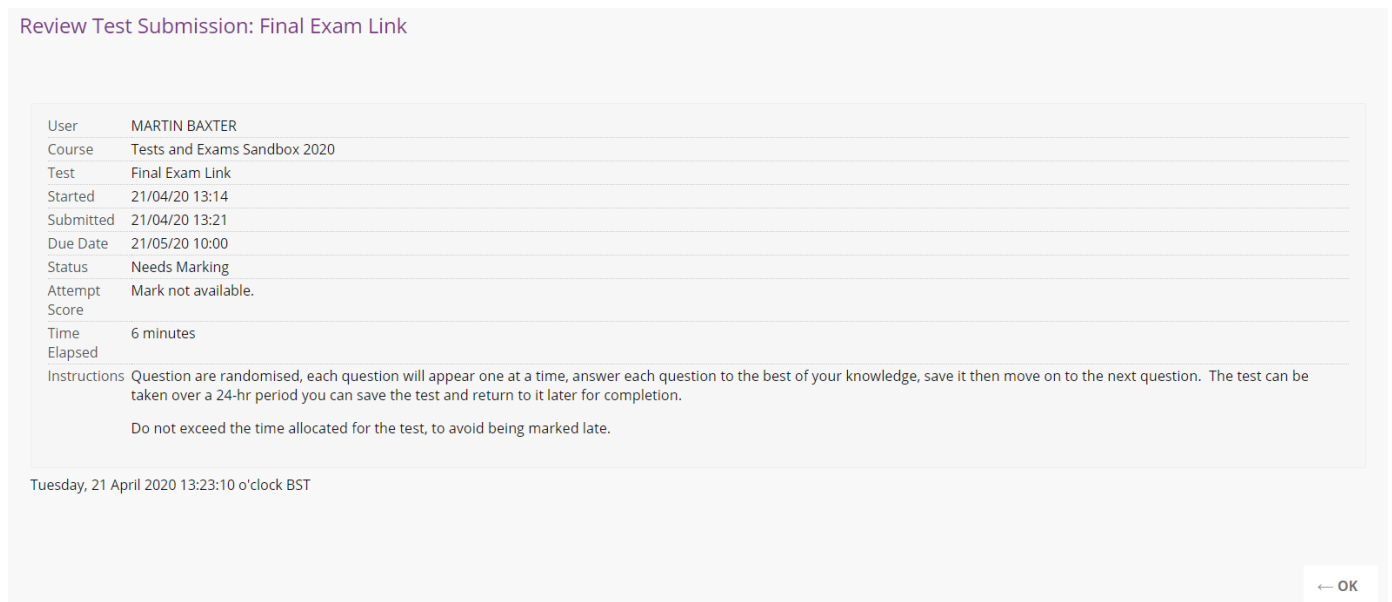 Review Test Submission: Final Exam Link
User MARTIN BAXTER
Course Tests and Exams Sandbox 2020
Test Final Exam Link
Started 21/04/20 13:14
Submitted 21/04/20 13:21
Due Date 21/05/20 10:00
Status Needs Marking
Attempt Mark not available.
Score
Time 6 minutes
Elapsed
Instructions Question are randomised, each question will appear one at a time, answer each question to the best of your knowledge, save it then move on to the next question.  The test can be
taken over a 24-hr period you can save the test and return to it later for completion.
Do not exceed the time allocated for the test, to avoid being marked late.
Tuesday, 21 April 2020 13:23:10 o'clock BST
← OK